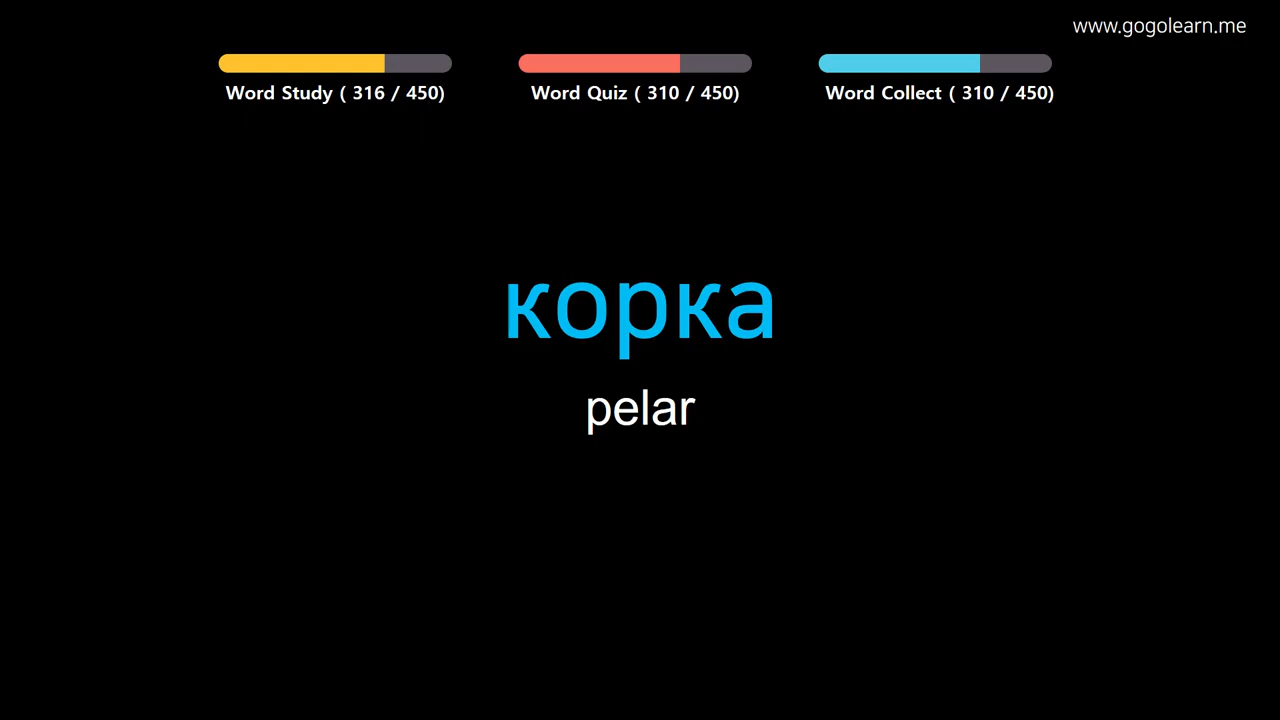 www.gogolearn.me
Word Study ( 316 / 450)
Word Quiz ( 310 / 450)
Word Collect ( 310 / 450)
корка
pelar